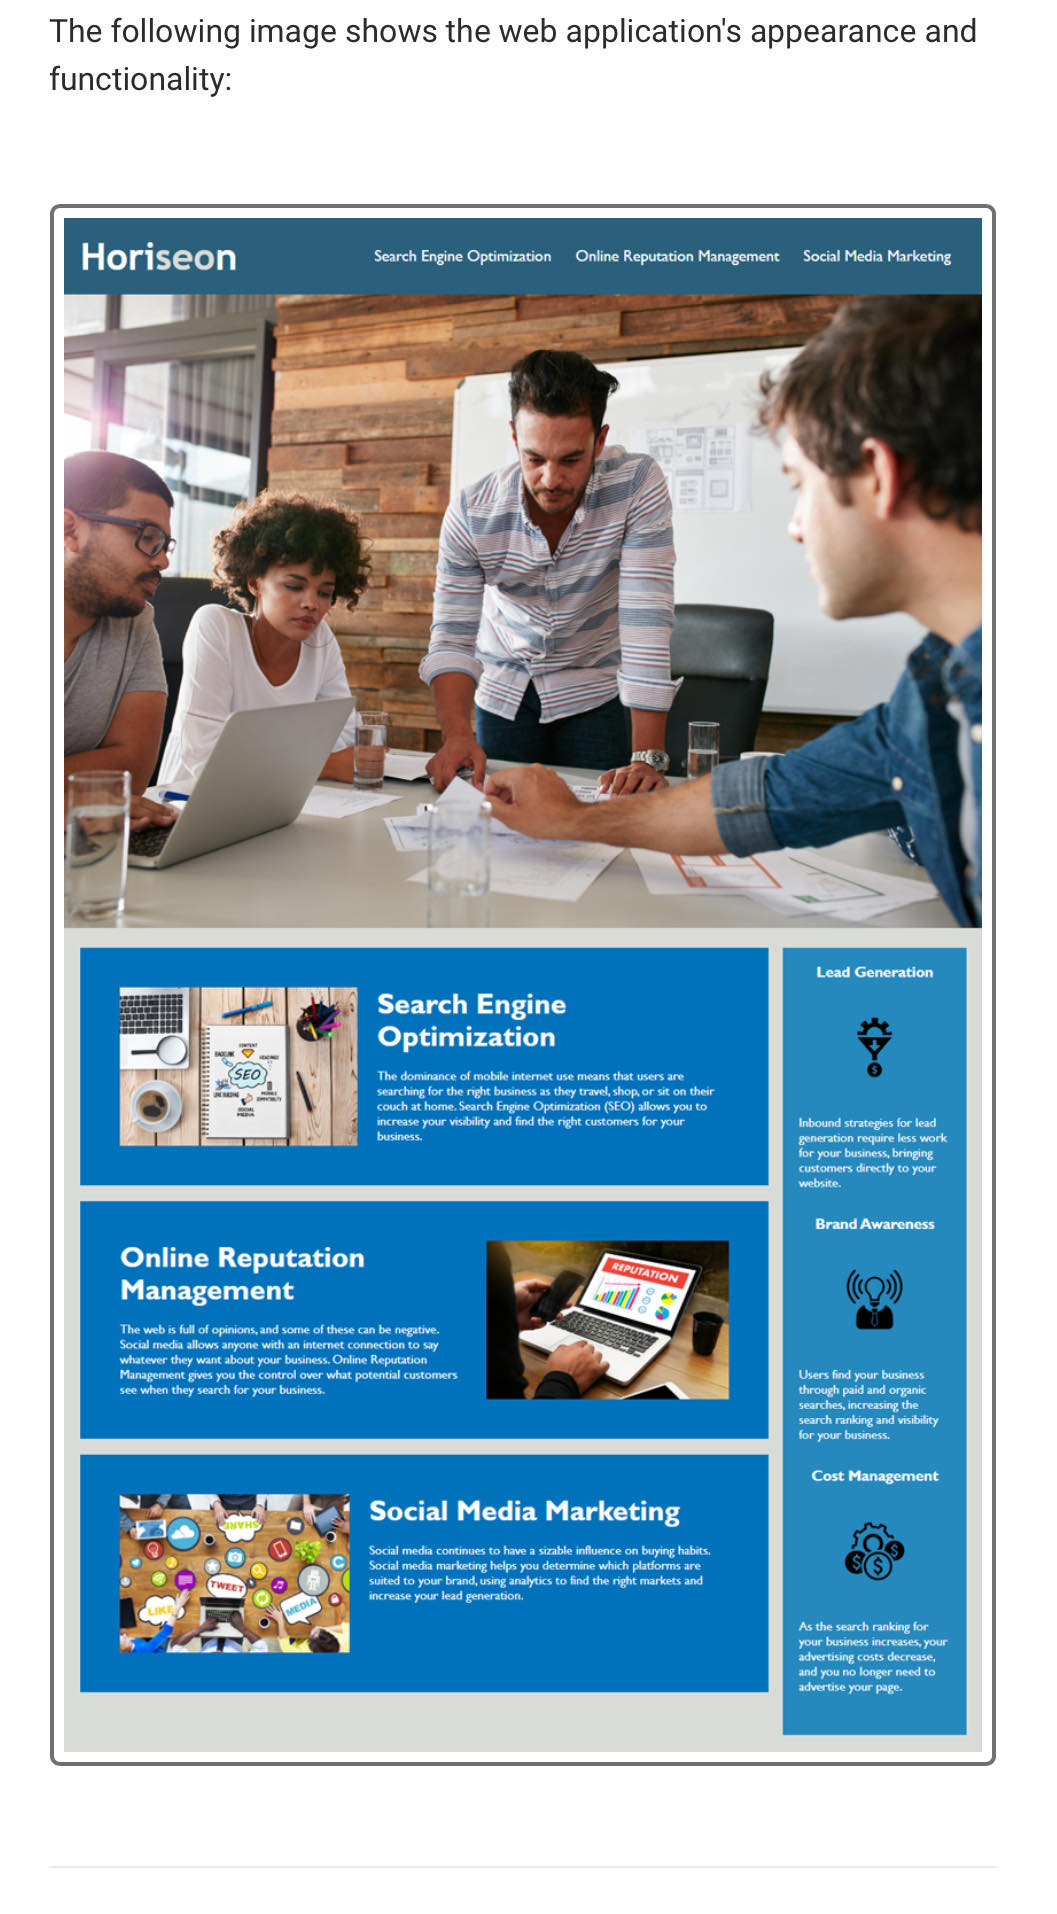 The following image shows the web application's appearance and
functionality:
Horiseon
Search Engine Optimization Online Reputation Management Social Media Marketing
Search Engine
Optimization
The dominance of mobile internet use means that users are
searching for the right business as they travel, shop, or sit on their
couch at home. Search Engine Optimization (SEO) allows you to
increase your visibility and find the right customers for your
business.
SEO
CONTENT
BACKLINK
HEADINGS
LINK BUILDING
MOBILE
SOCIAL
MEDIA
Online Reputation
Management
The web is full of opinions, and some of these can be negative.
Social media allows anyone with an internet connection to say
whatever they want about your business. Online Reputation
Management gives you the control over what potential customers
see when they search for your business.
REPUTATION
Social Media Marketing
Social media continues to have a sizable influence on buying habits.
Social media marketing helps you determine which platforms are
suited to your brand, using analytics to find the right markets and
increase your lead generation.
SHARE
TWEET
LIKE
MEDIA
Lead Generation
Inbound strategies for lead
generation require less work
for your business, bringing
customers directly to your
website.
Brand Awareness
Users find your business
through paid and organic
searches, increasing the
search ranking and visibility
for your business.
Cost Management
As the search ranking for
your business increases, your
advertising costs decrease,
and you no longer need to
advertise your page.